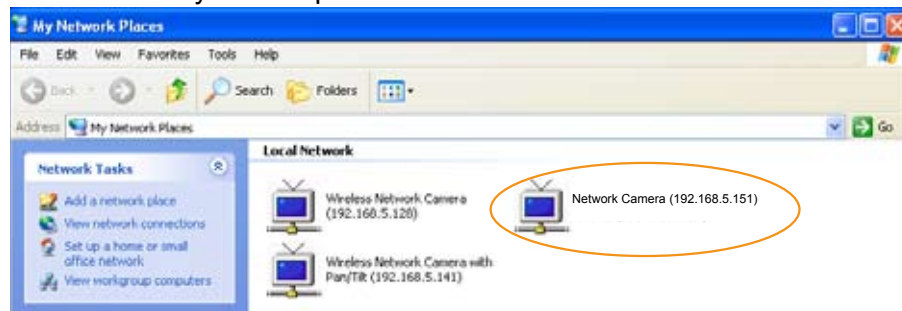 My Network Places
File Edit View Favorites Tools Help
Back Search Folders
Address My Network Places Go
Local Network
Network Tasks
Add a network place
View network connections
Set up a home or small
office network
View workgroup computers
Wireless Network Camera
(192.168.5.128)
Network Camera (192.168.5.151)
Wireless Network Camera with
Pan/Tilt (192.168.5.141)